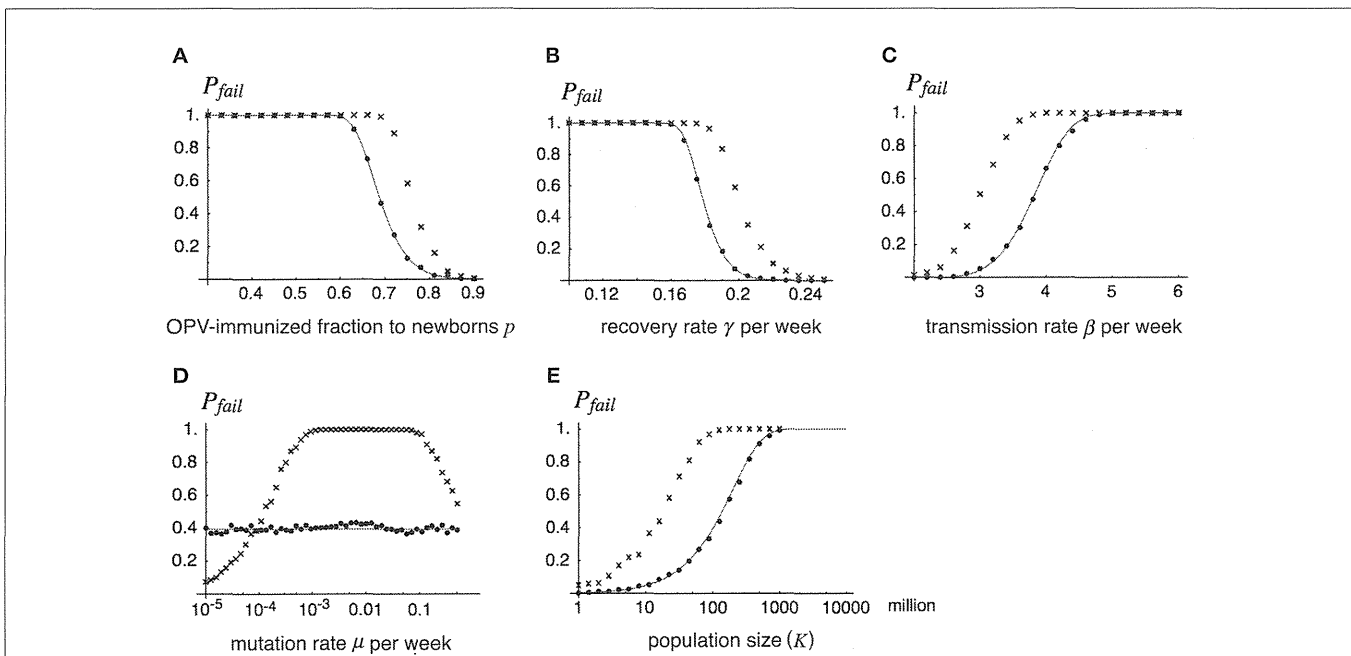 A
P_fail
1.
0.8
0.6
0.4
0.2
0.4 0.5 0.6 0.7 0.8 0.9
OPV-immunized fraction to newborns p
B
P_fail
1.
0.8
0.6
0.4
0.2
0.12 0.16 0.2 0.24
recovery rate γ per week
C
P_fail
1.
0.8
0.6
0.4
0.2
3 4 5 6
transmission rate β per week
D
P_fail
1.
0.8
0.6
0.4
0.2
10^-5 10^-4 10^-3 0.01 0.1
mutation rate μ per week
E
P_fail
1.
0.8
0.6
0.4
0.2
1 10 100 1000 10000 million
population size (K)